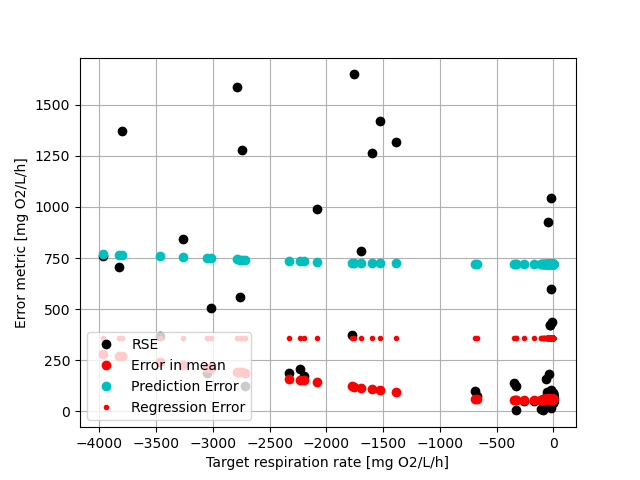 Error metric [mg O2/L/h]
1500
1250
1000
750
500
250
0
RSE
Error in mean
Prediction Error
Regression Error
−4000 −3500 −3000 −2500 −2000 −1500 −1000 −500 0
Target respiration rate [mg O2/L/h]